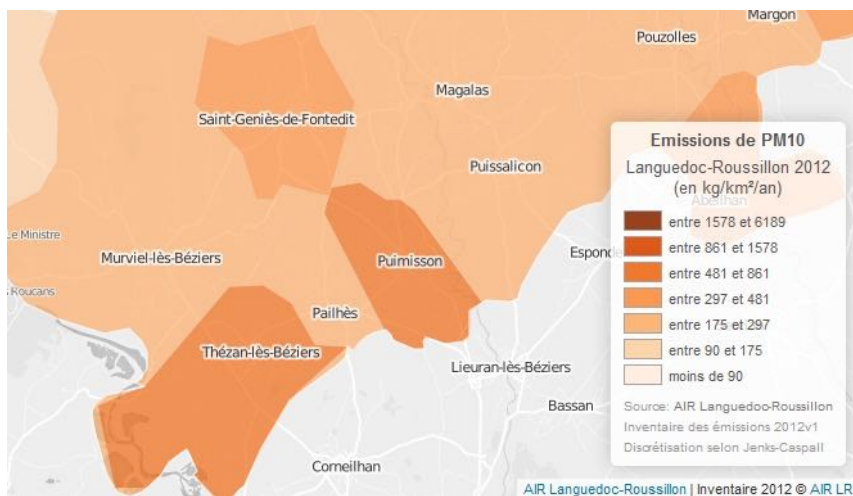 Margon
Pouzolles
Magalas
Saint-Geniès-de-Fontedit
Puissalicon
Le Ministre
Murviel-lès-Béziers
Puimisson
Espondeilhan
Roucans
Pailhès
Thézan-lès-Béziers
Lieuran-lès-Béziers
Bassan
Corneilhan
Emissions de PM10
Languedoc-Roussillon 2012
(en kg/km²/an)
Abeilhan
entre 1578 et 6189
entre 861 et 1578
entre 481 et 861
entre 297 et 481
entre 175 et 297
entre 90 et 175
moins de 90
Source: AIR Languedoc-Roussillon
Inventaire des émissions 2012v1
Discrétisation selon Jenks-Caspall
AIR Languedoc-Roussillon | Inventaire 2012 © AIR LR